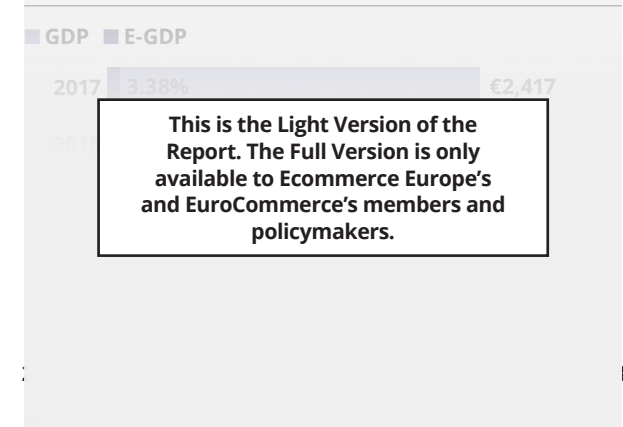 GDP E-GDP
2017 3.38% €2,417
This is the Light Version of the
Report. The Full Version is only
available to Ecommerce Europe’s
and EuroCommerce’s members and
policymakers.